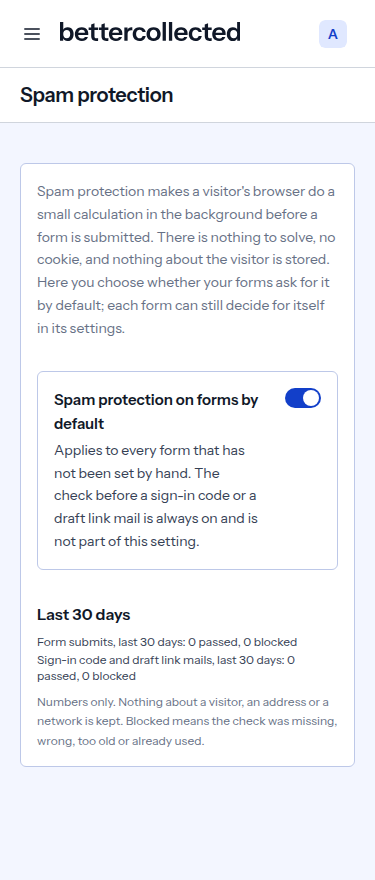 bettercollected
A
Spam protection
Spam protection makes a visitor's browser do a
small calculation in the background before a
form is submitted. There is nothing to solve, no
cookie, and nothing about the visitor is stored.
Here you choose whether your forms ask for it
by default; each form can still decide for itself
in its settings.
Spam protection on forms by
default
Applies to every form that has
not been set by hand. The
check before a sign-in code or a
draft link mail is always on and is
not part of this setting.
Last 30 days
Form submits, last 30 days: 0 passed, 0 blocked
Sign-in code and draft link mails, last 30 days: 0
passed, 0 blocked
Numbers only. Nothing about a visitor, an address or a
network is kept. Blocked means the check was missing,
wrong, too old or already used.